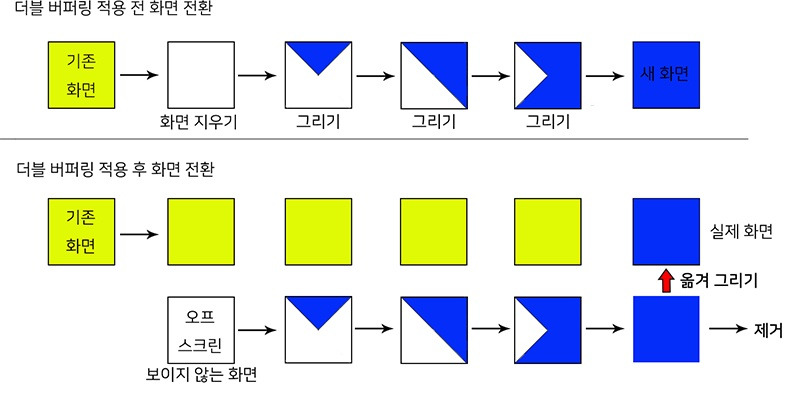 더블 버퍼링 적용 전 화면 전환
기존
화면
새 화면
화면 지우기
그리기
그리기
그리기
더블 버퍼링 적용 후 화면 전환
기존
화면
실제 화면
옮겨 그리기
오프
스크린
제거
보이지 않는 화면